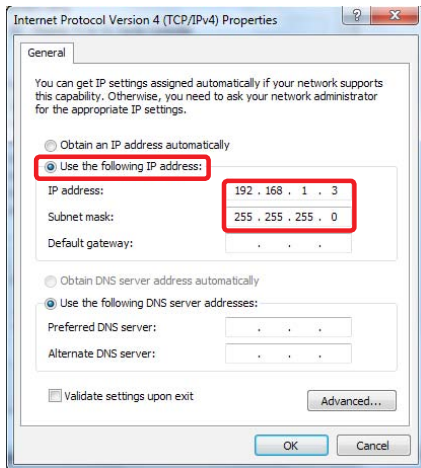 Internet Protocol Version 4 (TCP/IPv4) Properties
General
You can get IP settings assigned automatically if your network supports
this capability. Otherwise, you need to ask your network administrator
for the appropriate IP settings.
Obtain an IP address automatically
Use the following IP address:
IP address: 192 . 168 . 1 . 3
Subnet mask: 255 . 255 . 255 . 0
Default gateway: . . .
Obtain DNS server address automatically
Use the following DNS server addresses:
Preferred DNS server: . . .
Alternate DNS server: . . .
Validate settings upon exit
Advanced...
OK Cancel